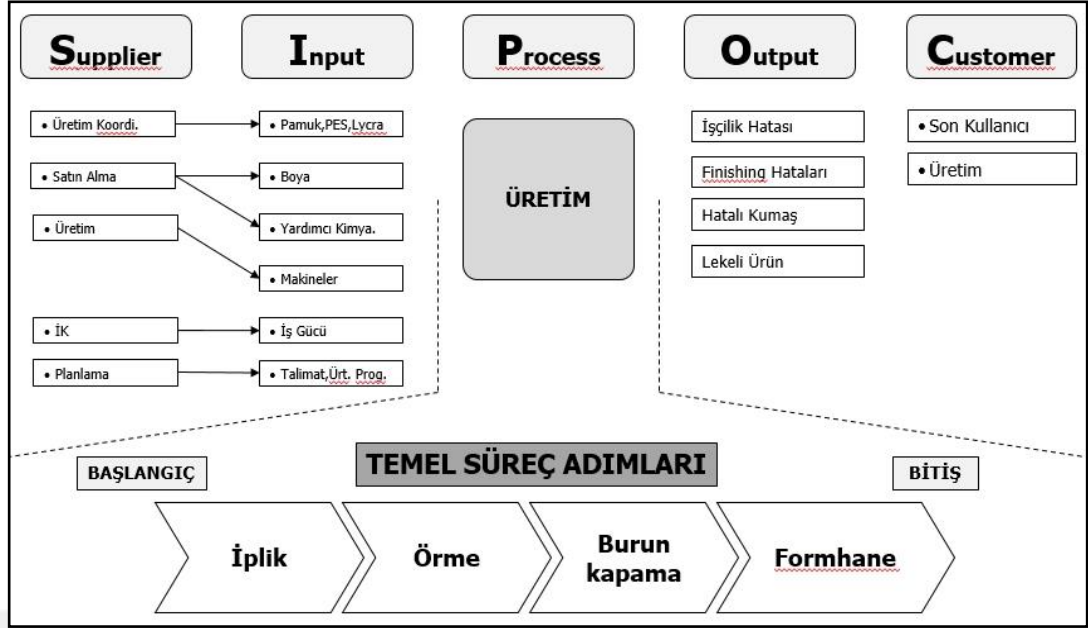 Supplier
Input
Process
Output
Customer
• Üretim Koordi.
• Satın Alma
• Üretim
• İK
• Planlama
• Pamuk,PES,Lycra
• Boya
• Yardımcı Kimya.
• Makineler
• İş Gücü
• Talimat,Ürt. Prog.
ÜRETİM
İşçilik Hatası
Finishing Hataları
Hatalı Kumaş
Lekeli Ürün
• Son Kullanıcı
• Üretim
TEMEL SÜREÇ ADIMLARI
BAŞLANGIÇ
BİTİŞ
İplik
Örme
Burun
kapama
Formhane